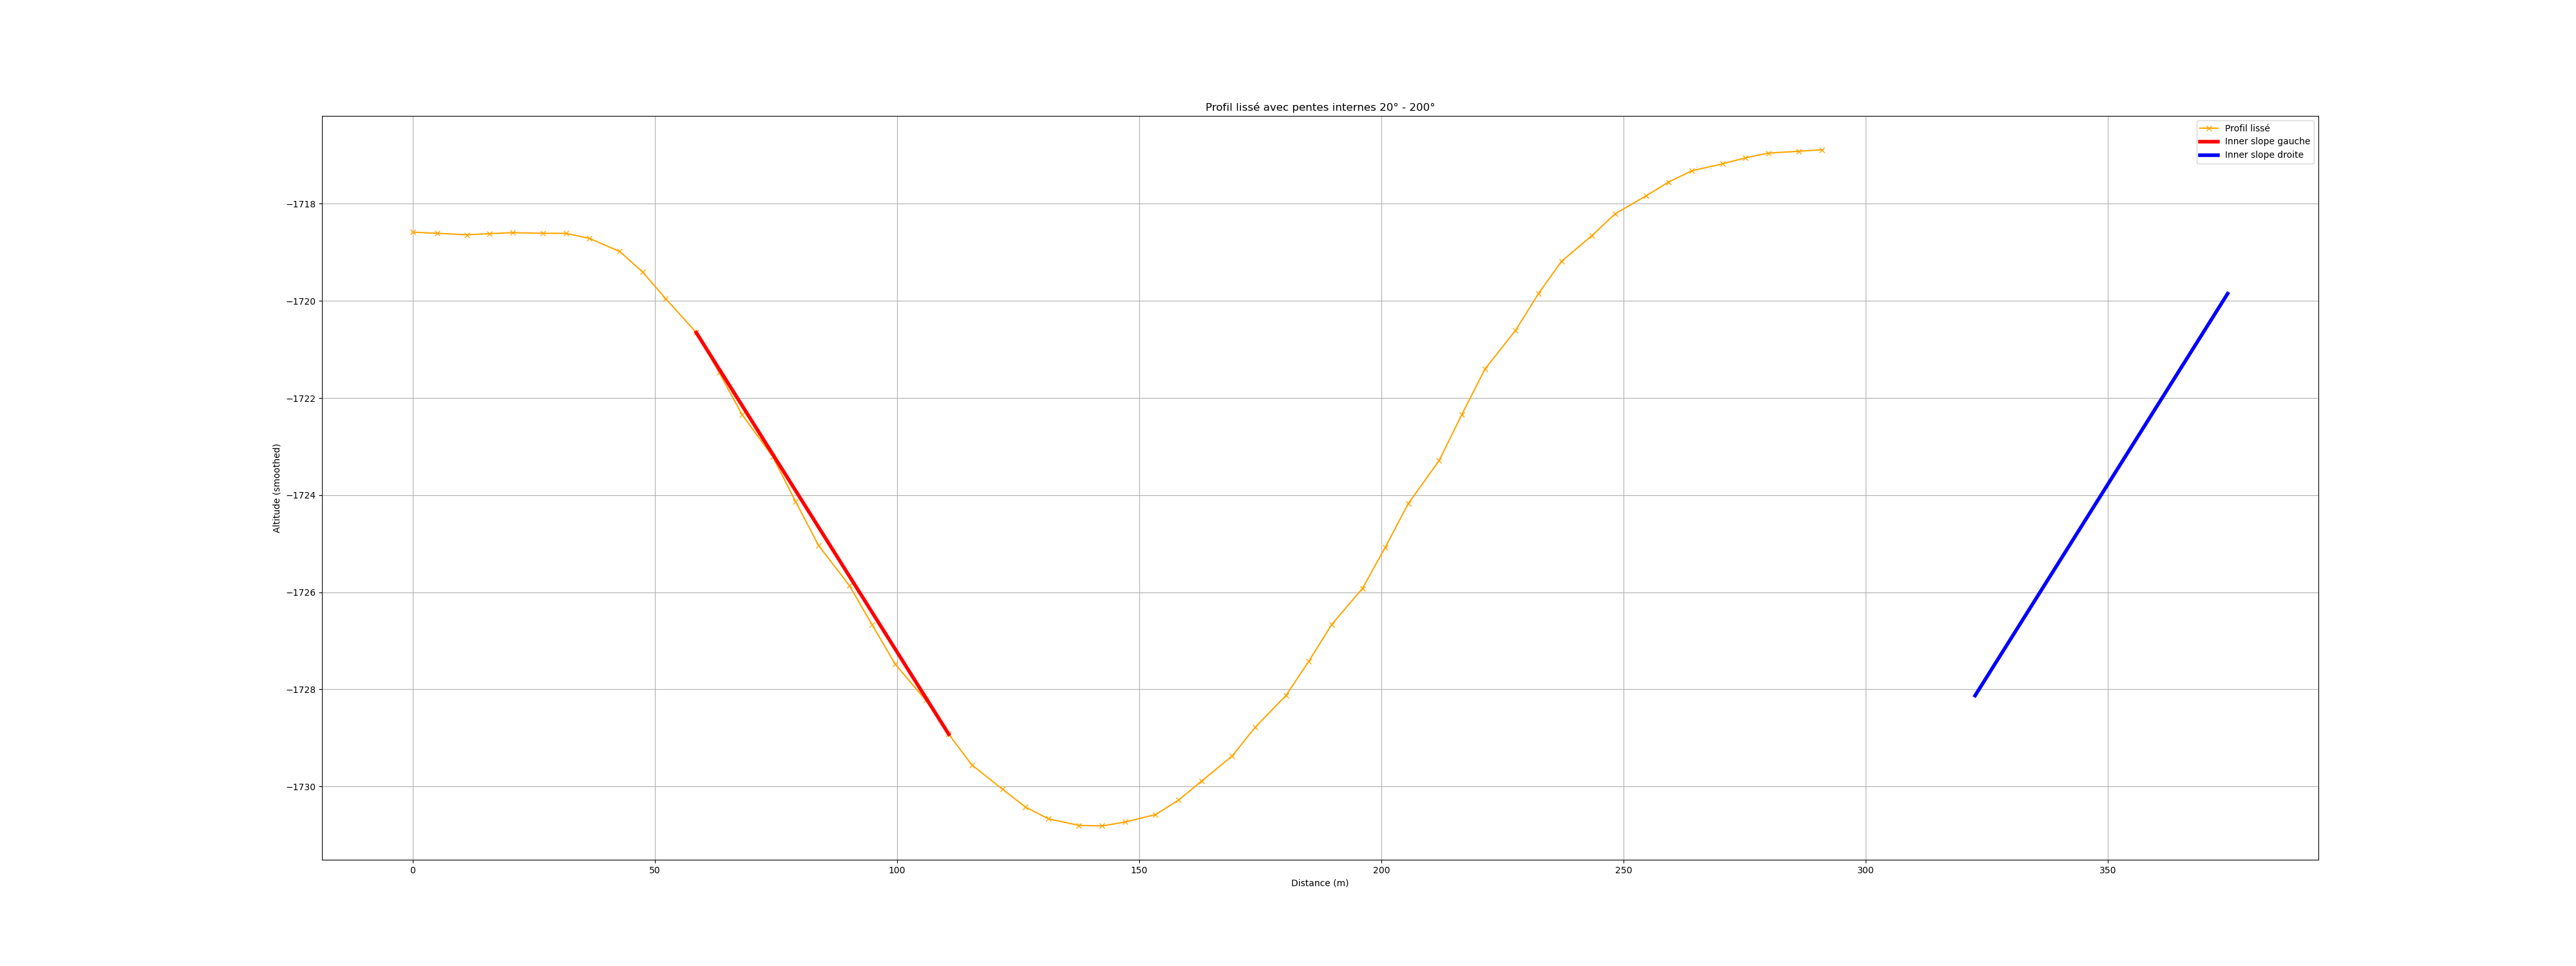 Profil lissé avec pentes internes 20° - 200°
Profil lissé
Inner slope gauche
Inner slope droite
Altitude (smoothed)
−1718
−1720
−1722
−1724
−1726
−1728
−1730
0
50
100
150
200
250
300
350
Distance (m)